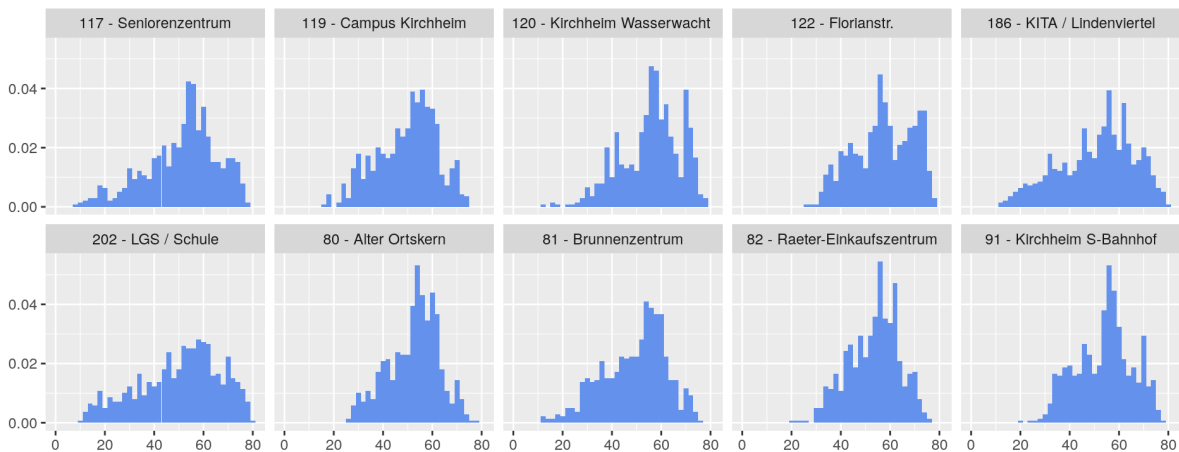 117 - Seniorenzentrum
119 - Campus Kirchheim
120 - Kirchheim Wasserwacht
122 - Florianstr.
186 - KITA / Lindenviertel
0.04
0.02
0.00
202 - LGS / Schule
80 - Alter Ortskern
81 - Brunnenzentrum
82 - Raeter-Einkaufszentrum
91 - Kirchheim S-Bahnhof
0.04
0.02
0.00
0 20 40 60 80
0 20 40 60 80
0 20 40 60 80
0 20 40 60 80
0 20 40 60 80